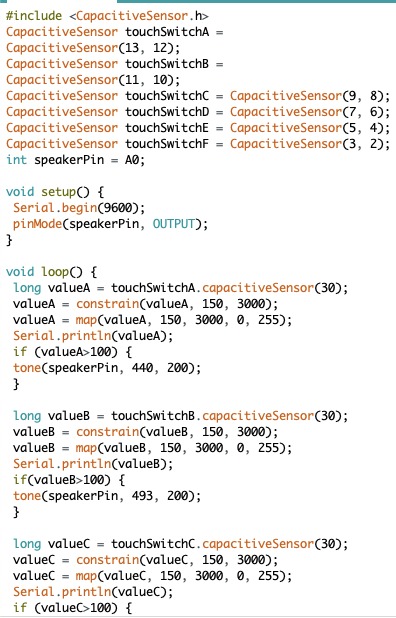 #include <CapacitiveSensor.h>
CapacitiveSensor touchSwitchA =
CapacitiveSensor(13, 12);
CapacitiveSensor touchSwitchB =
CapacitiveSensor(11, 10);
CapacitiveSensor touchSwitchC = CapacitiveSensor(9, 8);
CapacitiveSensor touchSwitchD = CapacitiveSensor(7, 6);
CapacitiveSensor touchSwitchE = CapacitiveSensor(5, 4);
CapacitiveSensor touchSwitchF = CapacitiveSensor(3, 2);
int speakerPin = A0;

void setup() {
 Serial.begin(9600);
 pinMode(speakerPin, OUTPUT);
}

void loop() {
 long valueA = touchSwitchA.capacitiveSensor(30);
 valueA = constrain(valueA, 150, 3000);
 valueA = map(valueA, 150, 3000, 0, 255);
 Serial.println(valueA);
 if (valueA>100) {
 tone(speakerPin, 440, 200);
 }

 long valueB = touchSwitchB.capacitiveSensor(30);
 valueB = constrain(valueB, 150, 3000);
 valueB = map(valueB, 150, 3000, 0, 255);
 Serial.println(valueB);
 if(valueB>100) {
 tone(speakerPin, 493, 200);
 }

 long valueC = touchSwitchC.capacitiveSensor(30);
 valueC = constrain(valueC, 150, 3000);
 valueC = map(valueC, 150, 3000, 0, 255);
 Serial.println(valueC);
 if (valueC>100) {